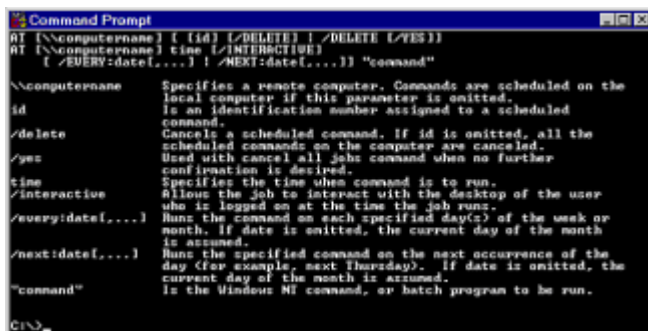 Command Prompt
AT [\\computername] [ [id] [/DELETE] | /DELETE [/YES]]
AT [\\computername] time [/INTERACTIVE]
[ /EVERY:date[,...] | /NEXT:date[,...]] "command"
\\computername Specifies a remote computer. Commands are scheduled on the
local computer if this parameter is omitted.
id Is an identification number assigned to a scheduled
command.
/delete Cancels a scheduled command. If id is omitted, all the
scheduled commands on the computer are canceled.
/yes Used with cancel all jobs command when no further
confirmation is desired.
time Specifies the time when command is to run.
/interactive Allows the job to interact with the desktop of the user
who is logged on at the time the job runs.
/every:date[,...] Runs the command on each specified day(s) of the week or
month. If date is omitted, the current day of the month
is assumed.
/next:date[,...] Runs the specified command on the next occurrence of the
day (for example, next Thursday). If date is omitted, the
current day of the month is assumed.
"command" Is the Windows NT command, or batch program to be run.
C:\>_